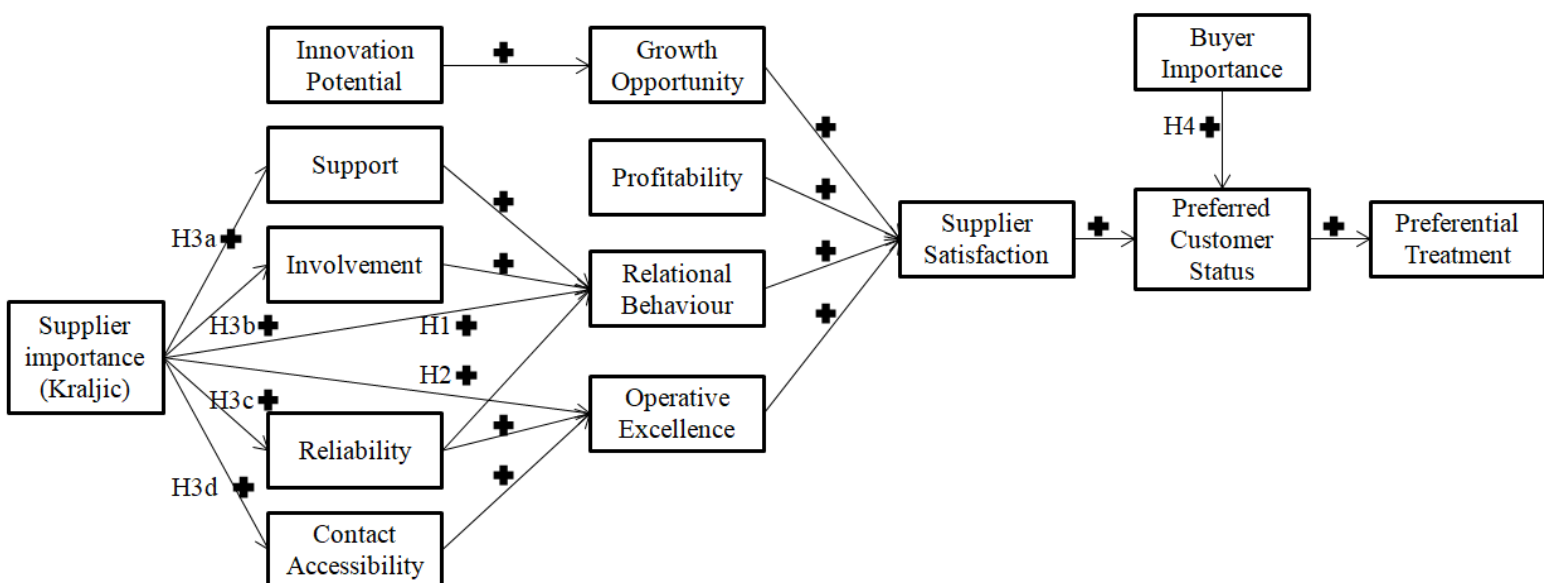 Innovation
Potential
Growth
Opportunity
Buyer
Importance
H4
Support
Profitability
H3a
Involvement
Relational
Behaviour
Supplier
Satisfaction
Preferred
Customer
Status
Preferential
Treatment
Supplier
importance
(Kraljic)
H3b
H1
H2
H3c
Operative
Excellence
Reliability
H3d
Contact
Accessibility